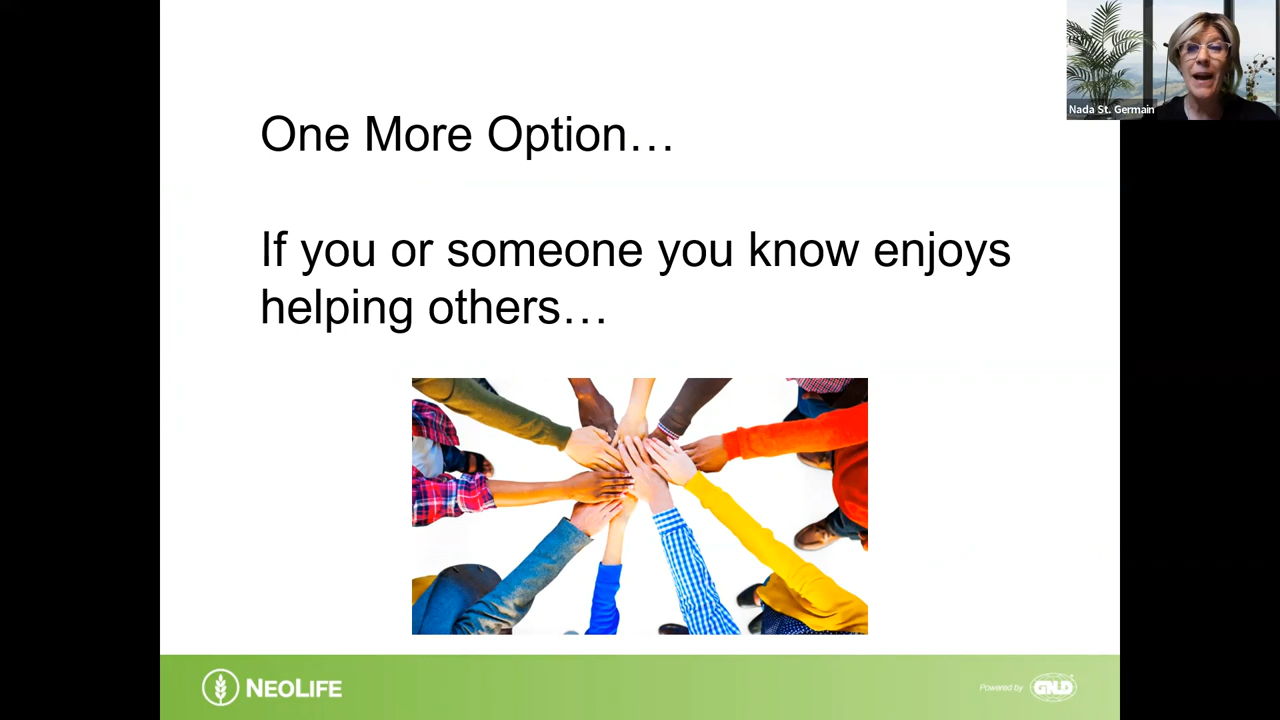 Nada St. Germain
One More Option…
If you or someone you know enjoys
helping others…
NEOLIFE
Powered by
GNLD